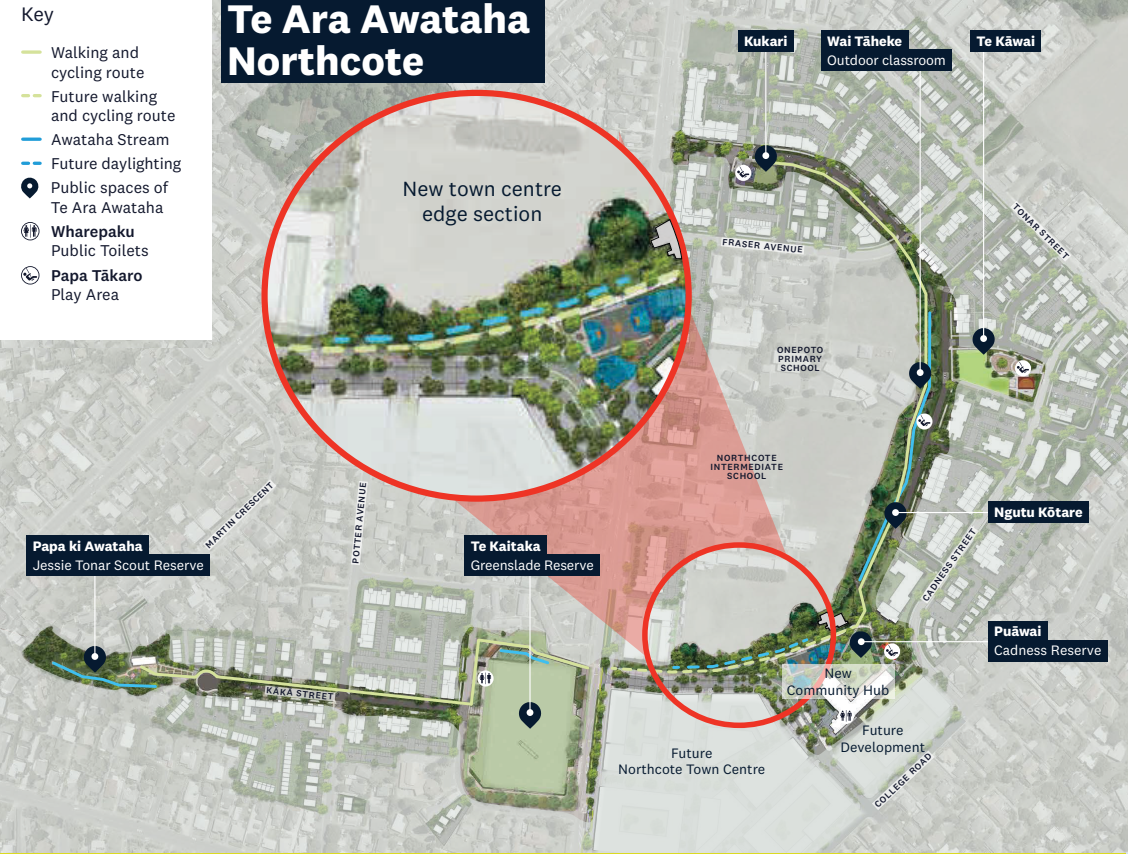 Key
Walking and
cycling route
Future walking
and cycling route
Awataha Stream
Future daylighting
Public spaces of
Te Ara Awataha
Wharepaku
Public Toilets
Papa Tākaro
Play Area
Te Ara Awataha
Northcote
New town centre
edge section
Kukari
Wai Tāheke
Outdoor classroom
Te Kāwai
TONAR STREET
FRASER AVENUE
ONEPOTO
PRIMARY
SCHOOL
NORTHCOTE
INTERMEDIATE
SCHOOL
MARTIN CRESCENT
POTTER AVENUE
Ngutu Kōtare
CADNESS STREET
Papa ki Awataha
Jessie Tonar Scout Reserve
Te Kaitaka
Greenslade Reserve
Puāwai
Cadness Reserve
KĀKĀ STREET
New
Community Hub
Future
Development
Future
Northcote Town Centre
COLLEGE ROAD